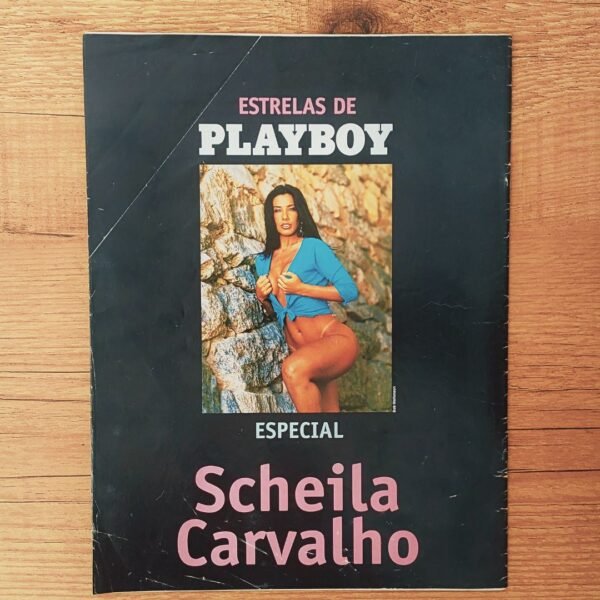 ESTRELAS DE
PLAYBOY
ESPECIAL
Scheila
Carvalho